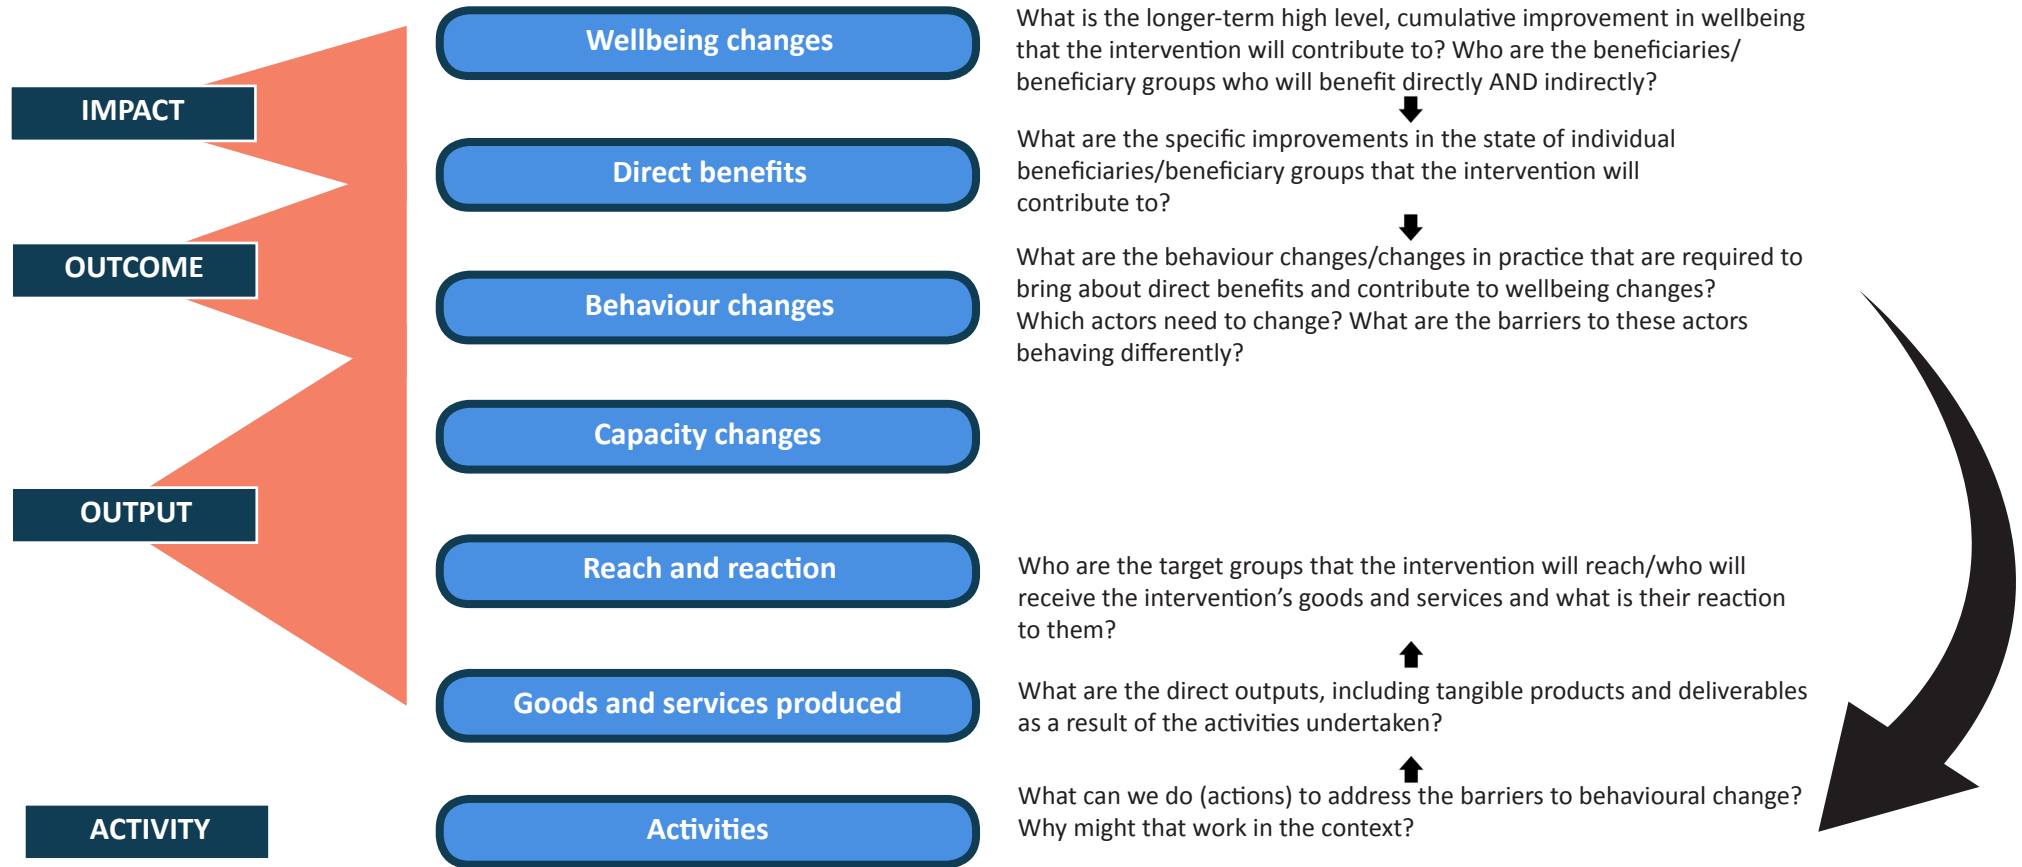 IMPACT
OUTCOME
OUTPUT
ACTIVITY
Wellbeing changes
Direct benefits
Behaviour changes
Capacity changes
Reach and reaction
Goods and services produced
Activities
What is the longer-term high level, cumulative improvement in wellbeing
that the intervention will contribute to? Who are the beneficiaries/
beneficiary groups who will benefit directly AND indirectly?
What are the specific improvements in the state of individual
beneficiaries/beneficiary groups that the intervention will
contribute to?
What are the behaviour changes/changes in practice that are required to
bring about direct benefits and contribute to wellbeing changes?
Which actors need to change? What are the barriers to these actors
behaving differently?
Who are the target groups that the intervention will reach/who will
receive the intervention’s goods and services and what is their reaction
to them?
What are the direct outputs, including tangible products and deliverables
as a result of the activities undertaken?
What can we do (actions) to address the barriers to behavioural change?
Why might that work in the context?